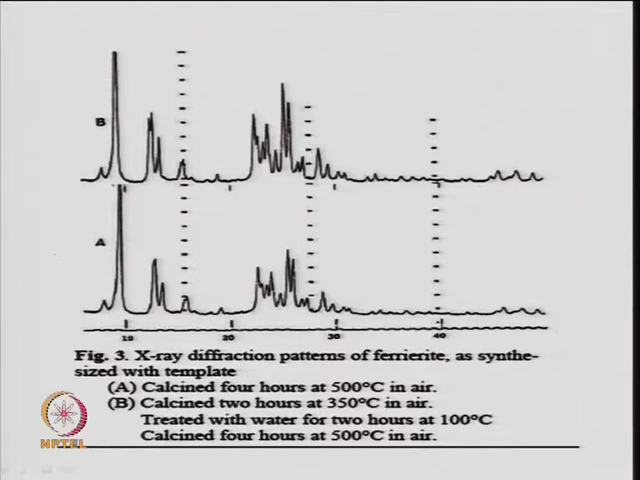 B
A
10 20 30 40
Fig. 3. X-ray diffraction patterns of ferrierite, as synthe-
sized with template
(A) Calcined four hours at 500°C in air.
(B) Calcined two hours at 350°C in air.
Treated with water for two hours at 100°C
Calcined four hours at 500°C in air.
NPTEL